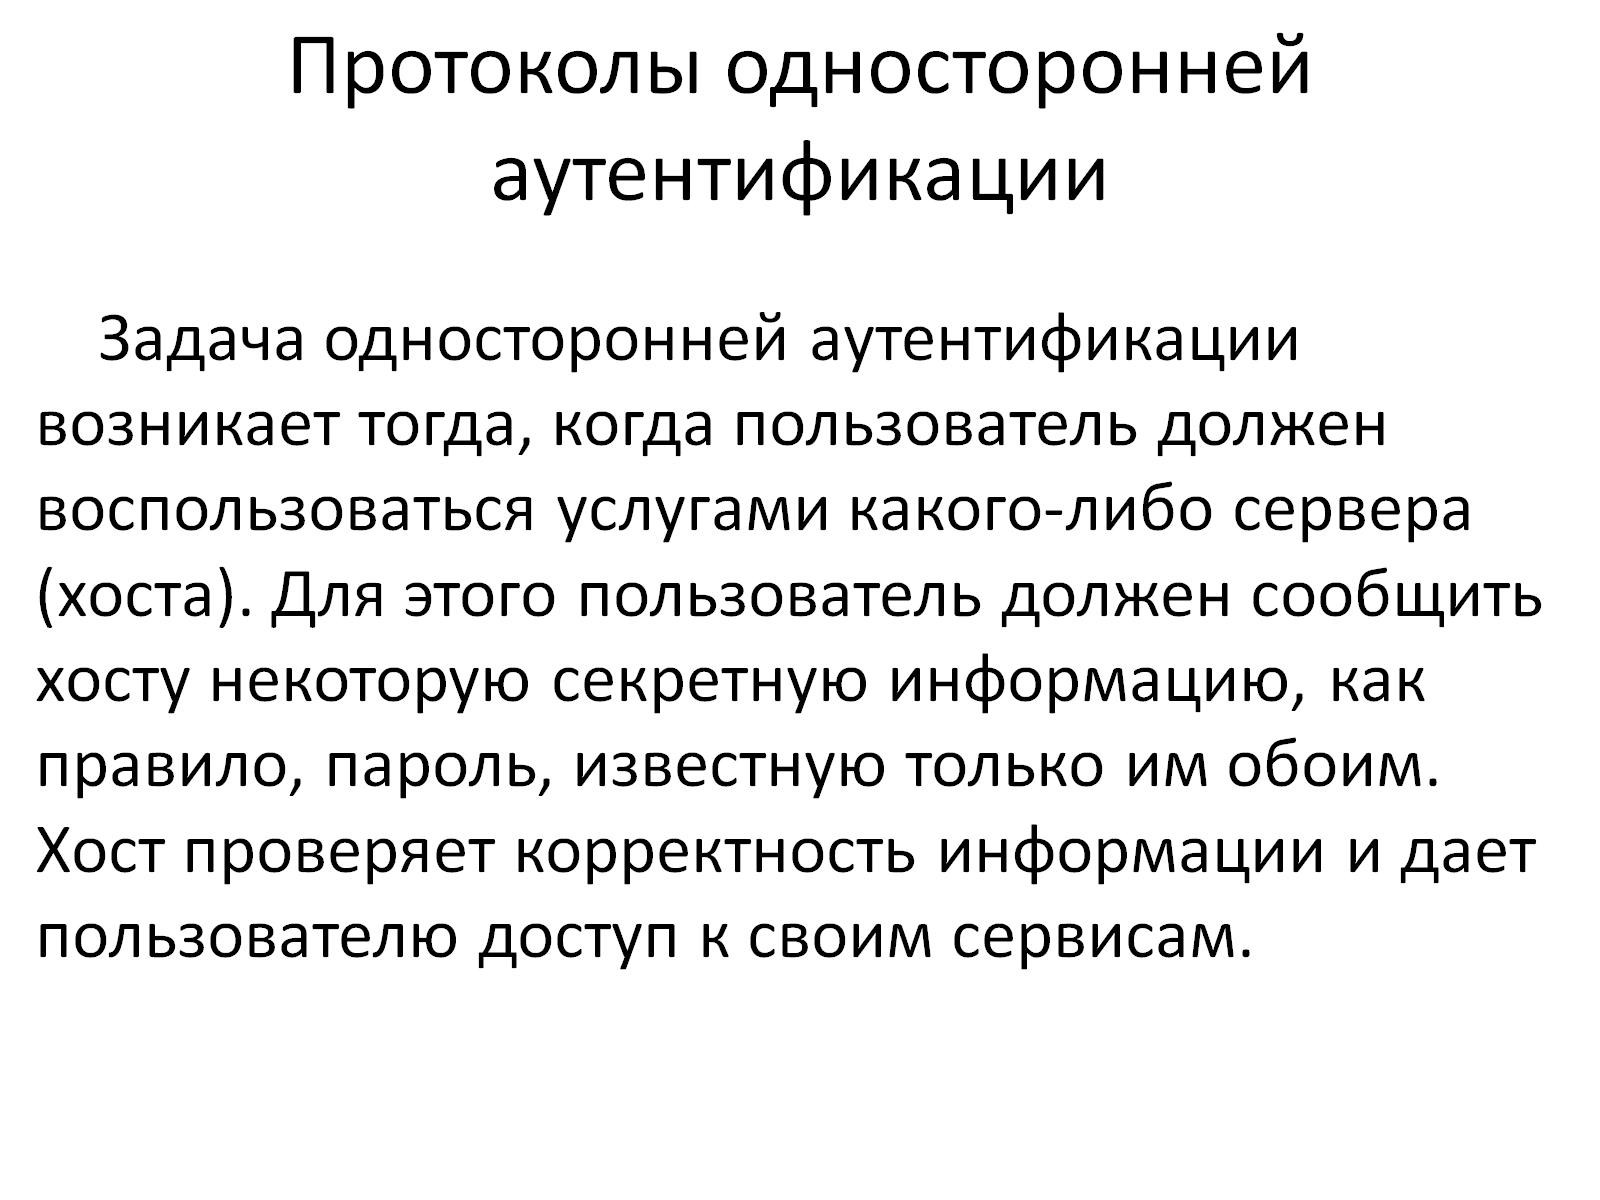 Протоколы односторонней
аутентификации
Задача односторонней аутентификации
возникает тогда, когда пользователь должен
воспользоваться услугами какого-либо сервера
(хоста). Для этого пользователь должен сообщить
хосту некоторую секретную информацию, как
правило, пароль, известную только им обоим.
Хост проверяет корректность информации и дает
пользователю доступ к своим сервисам.